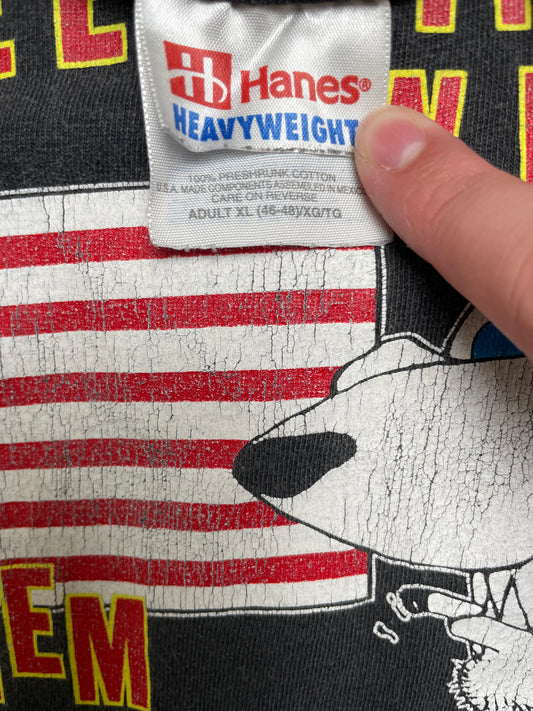 Hanes®
HEAVYWEIGHT
100% PRESHRUNK COTTON
U.S.A. MADE COMPONENTS ASSEMBLED IN MEXICO
CARE ON REVERSE
ADULT XL (46-48)/XG/TG
EM